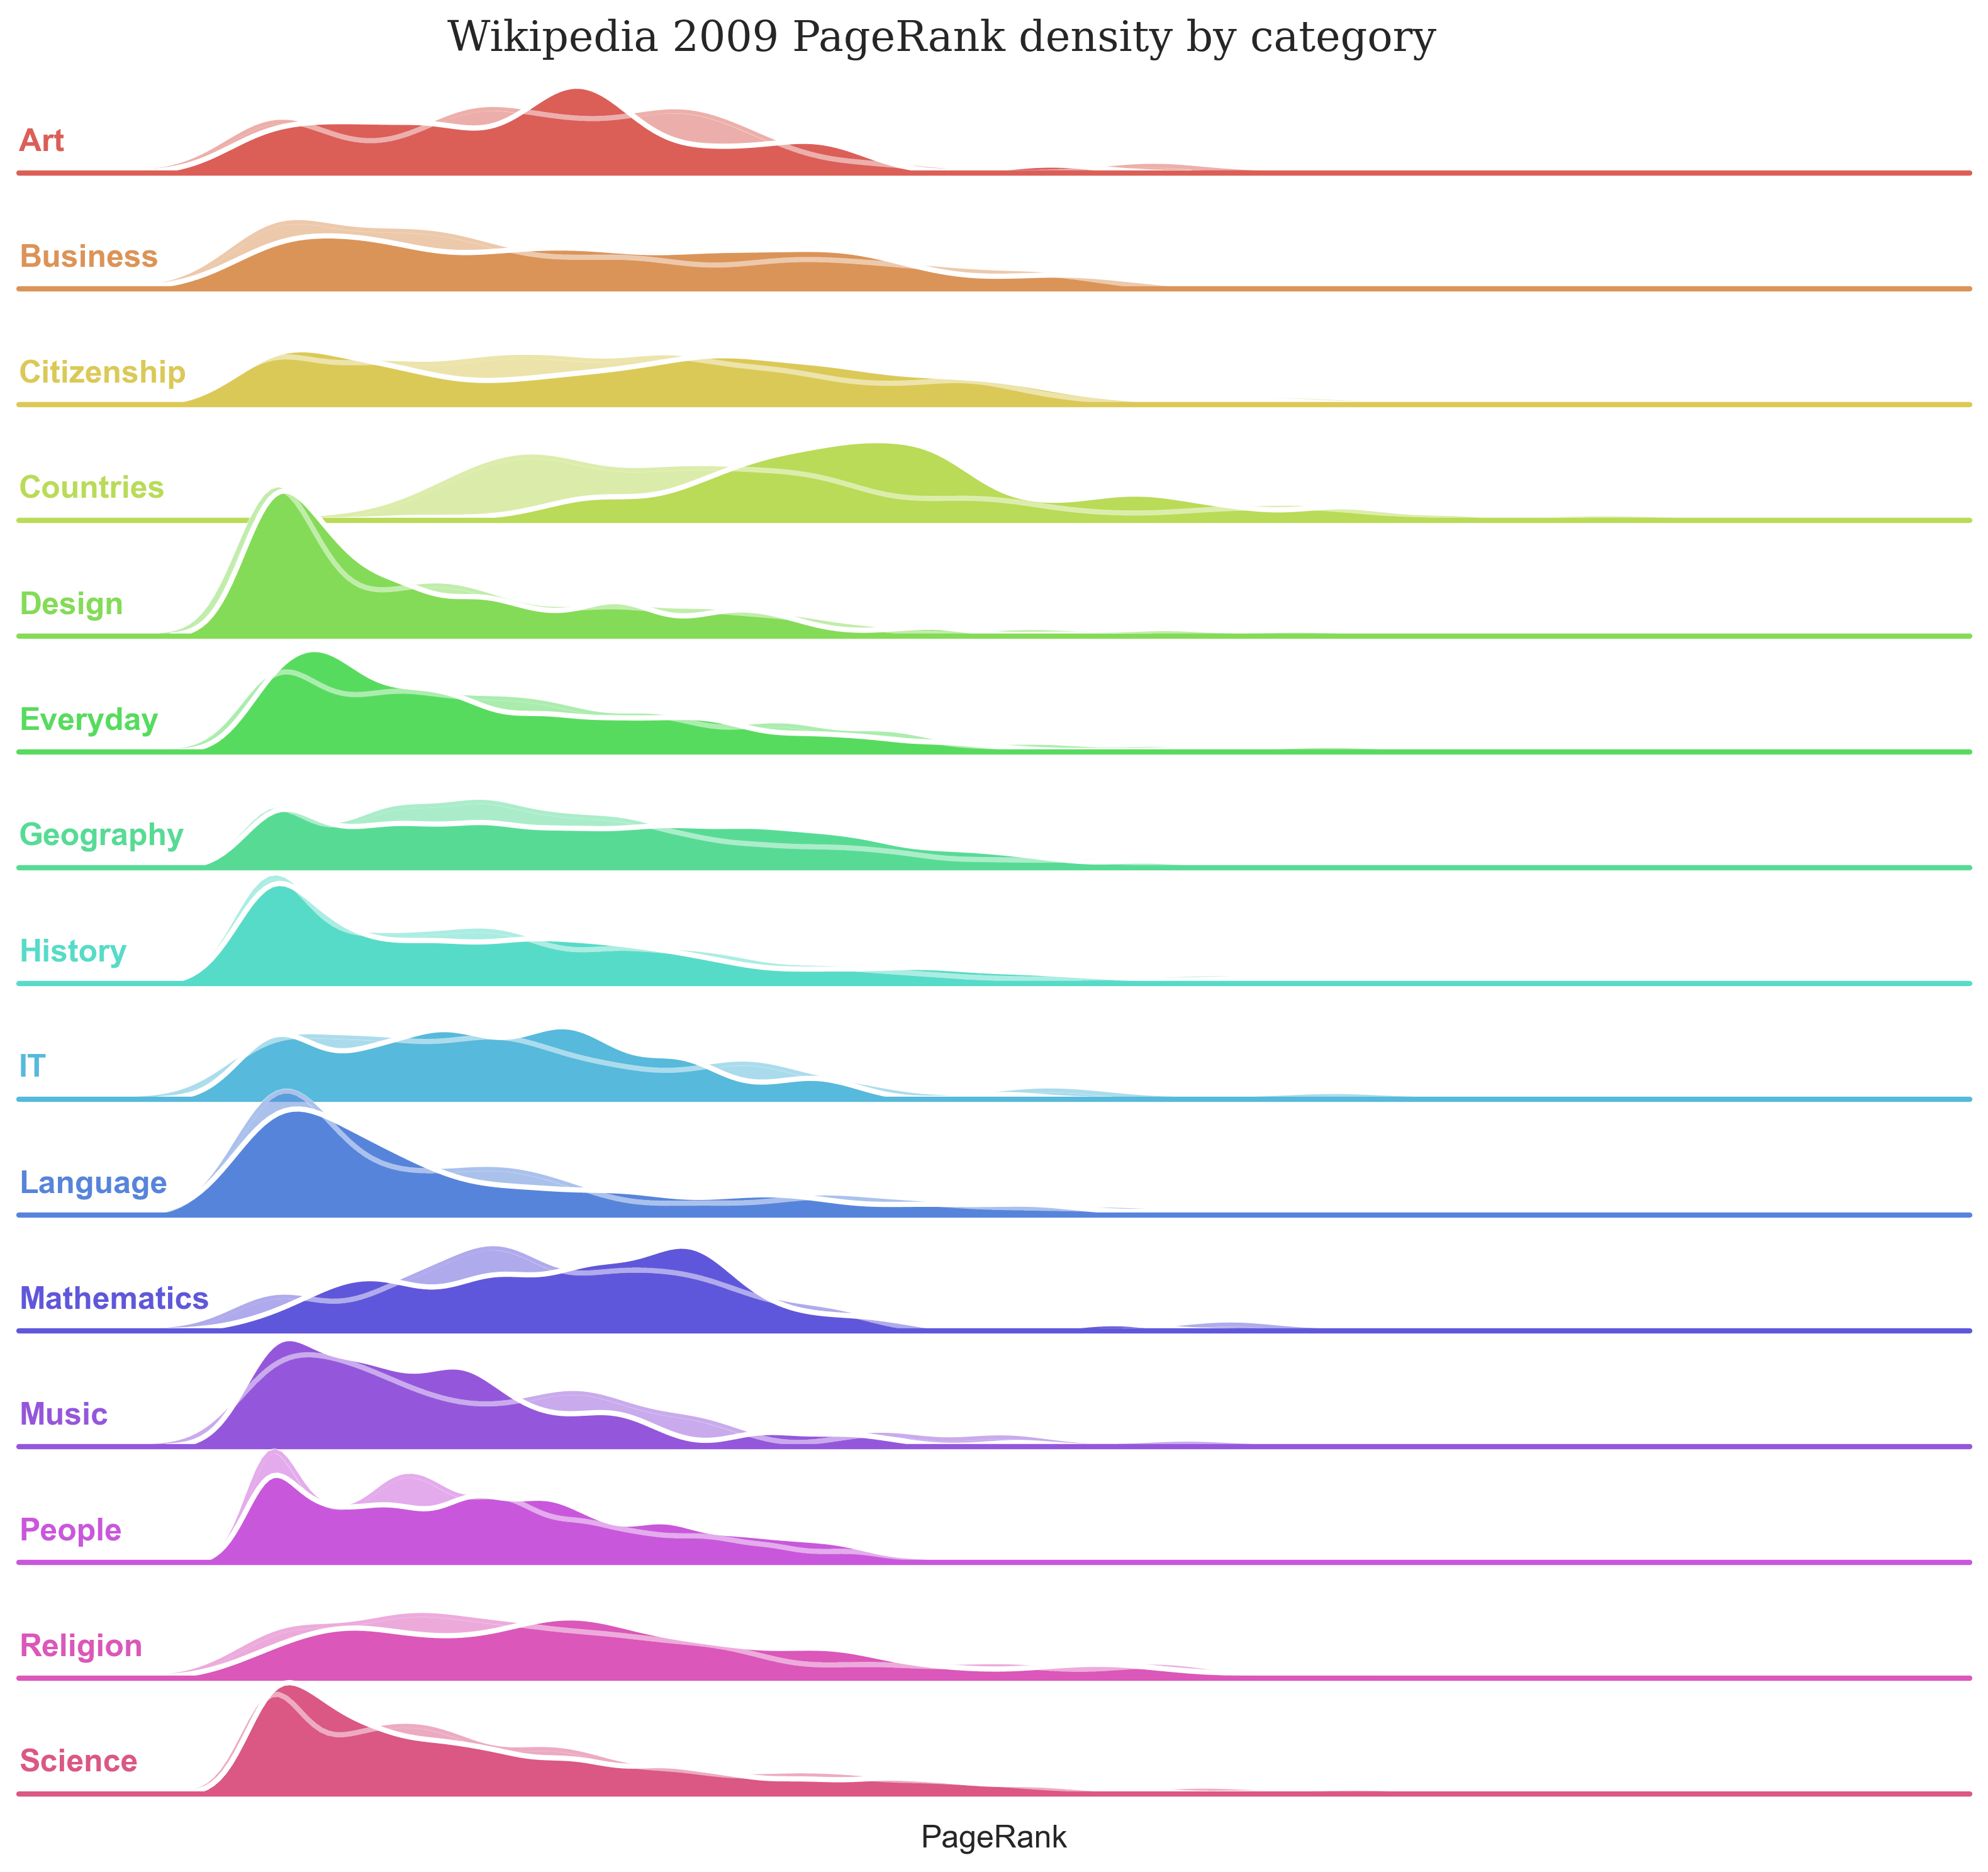 Wikipedia 2009 PageRank density by category
Art
Business
Citizenship
Countries
Design
Everyday
Geography
History
IT
Language
Mathematics
Music
People
Religion
Science
PageRank